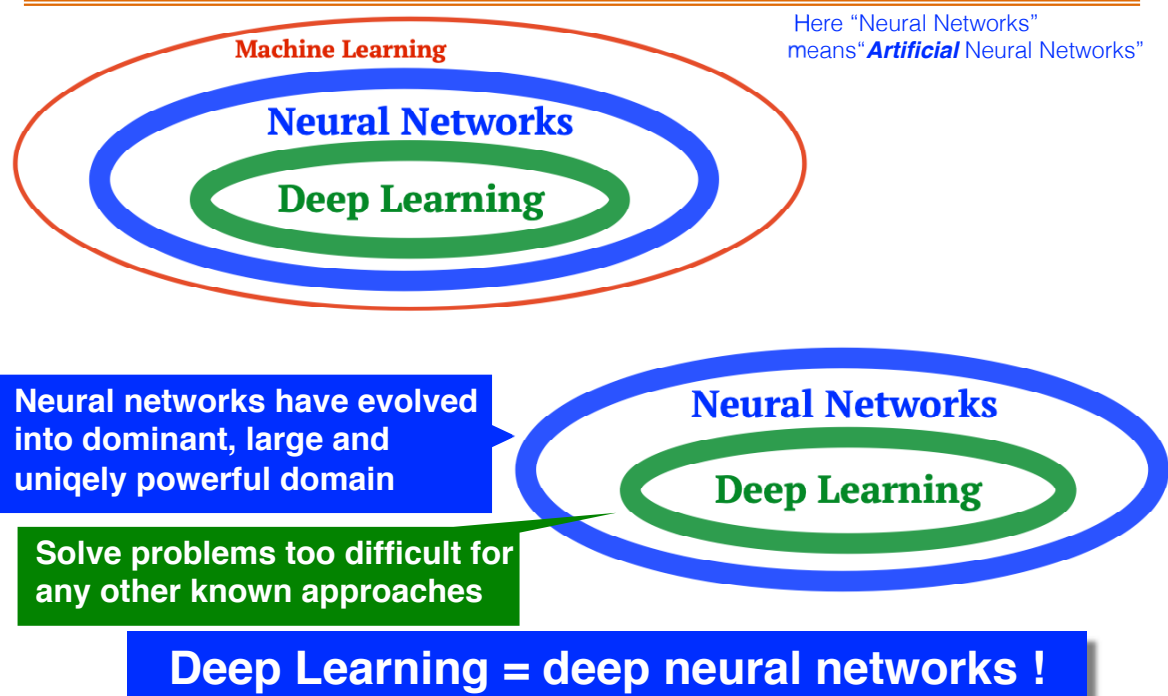 Here “Neural Networks”
means“Artificial Neural Networks”
Machine Learning
Neural Networks
Deep Learning
Neural networks have evolved
into dominant, large and
uniqely powerful domain
Neural Networks
Deep Learning
Solve problems too difficult for
any other known approaches
Deep Learning = deep neural networks !